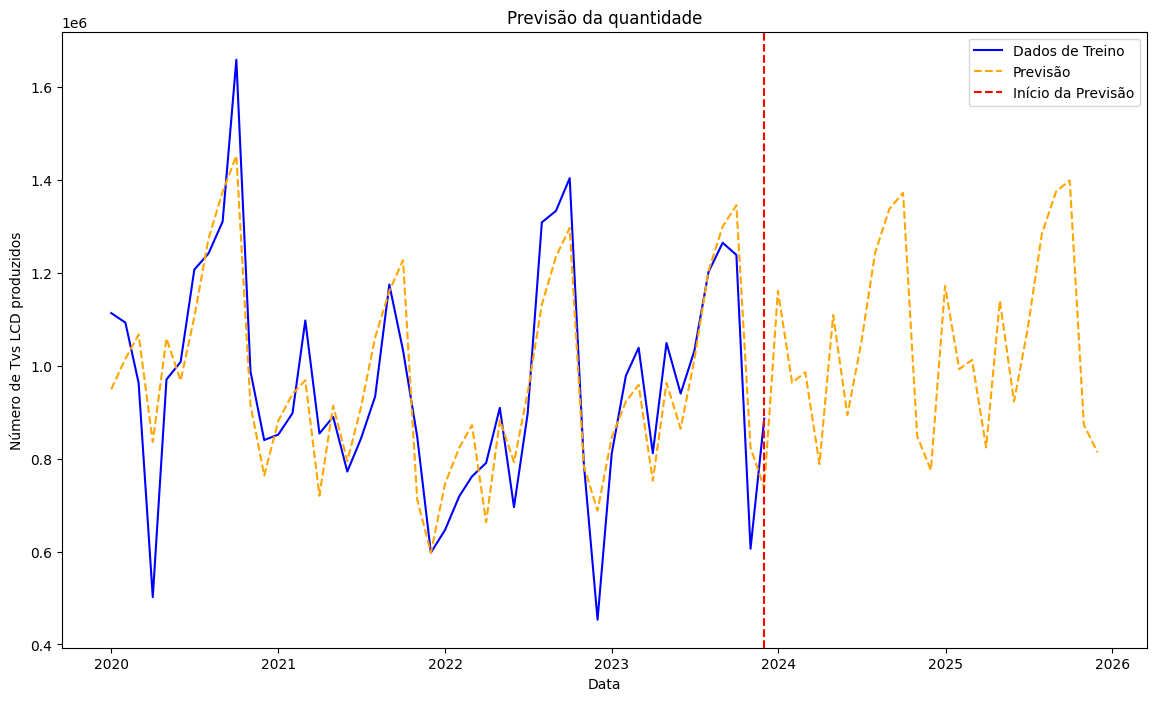 Previsão da quantidade
1e6
Dados de Treino
Previsão
Início da Previsão
Número de Tvs LCD produzidos
1.6
1.4
1.2
1.0
0.8
0.6
0.4
2020
2021
2022
2023
2024
2025
2026
Data